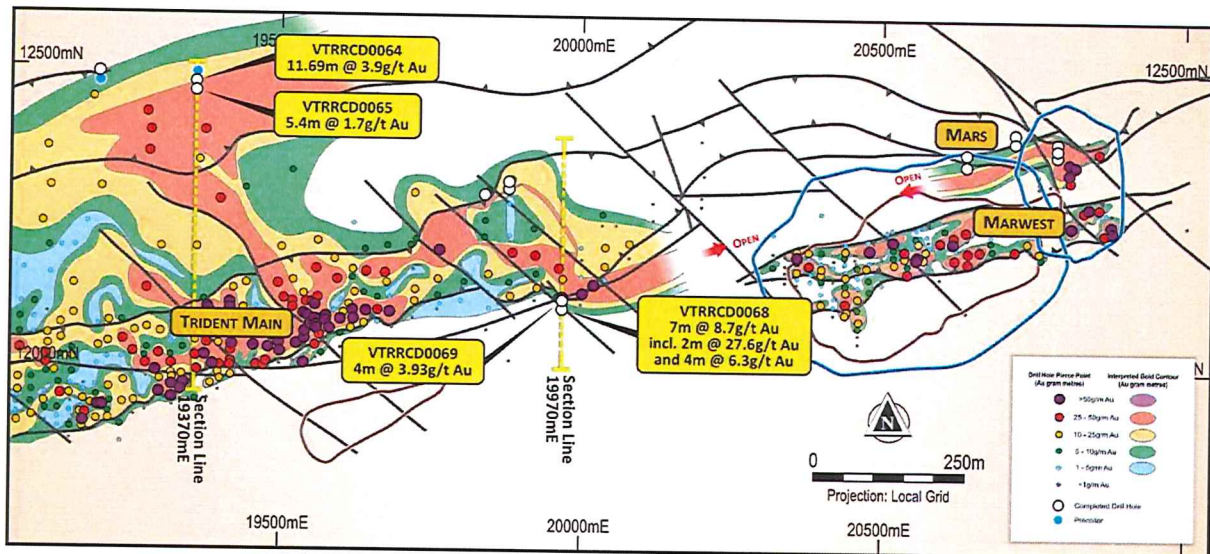 12500mN
20000mE
20500mE
12500mN
VTRRCD0064
11.69m @ 3.9g/t Au
VTRRCD0065
5.4m @ 1.7g/t Au
MARS
OPEN
OPEN
MARWEST
TRIDENT MAIN
VTRRCD0068
7m @ 8.7g/t Au
incl. 2m @ 27.6g/t Au
and 4m @ 6.3g/t Au
VTRRCD0069
4m @ 3.93g/t Au
Section Line
19370mE
Section Line
19970mE
N
0 250m
Projection: Local Grid
Drill Hole Pierce Point
(Au gram metres)
Interpreted Gold Contour
(Au gram metres)
>50g/m Au
25 - 50g/m Au
10 - 25g/m Au
5 - 10g/m Au
1 - 5g/m Au
<1g/m Au
Completed Drill Hole
Precollar
19500mE
20000mE
20500mE